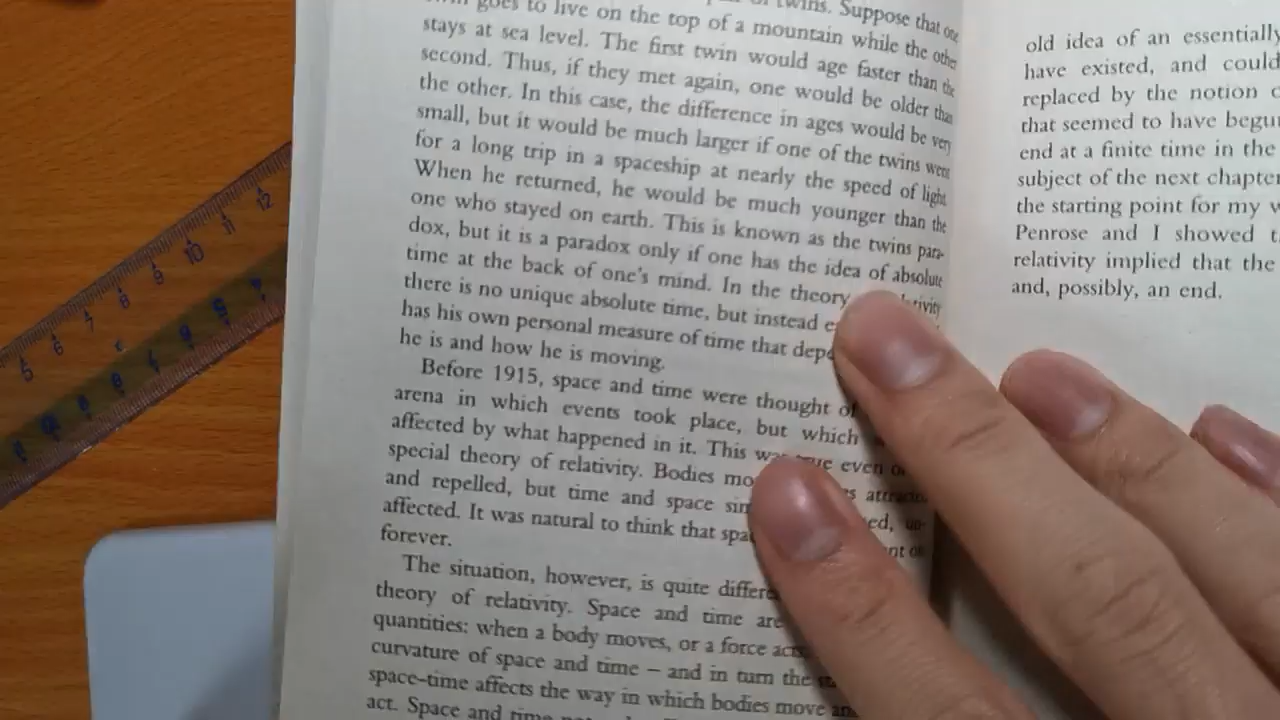 twins. Suppose that one
goes to live on the top of a mountain while the other
stays at sea level. The first twin would age faster than the
second. Thus, if they met again, one would be older than
the other. In this case, the difference in ages would be very
small, but it would be much larger if one of the twins went
for a long trip in a spaceship at nearly the speed of light
When he returned, he would be much younger than the
one who stayed on earth. This is known as the twins para-
dox, but it is a paradox only if one has the idea of absolute
time at the back of one's mind. In the theory
there is no unique absolute time, but instead
has his own personal measure of time that
he is and how he is moving.
Before 1915, space and time were thought
arena in which events took place, but which
affected by what happened in it. This even
special theory of relativity. Bodies
and repelled, but time and space
affected. It was natural to think that
forever.
The situation, however, is quite
theory of relativity. Space and time are
quantities: when a body moves, or a force
curvature of space and time – and in turn the
space-time affects the way in which bodies move
act. Space and time
old idea of an essentially
have existed, and could
replaced by the notion
that seemed to have
end at a finite time in the
subject of the next chapter
the starting point for my
Penrose and I showed
relativity implied that the
and, possibly, an end.
5 6 7 8 9 10 11 12